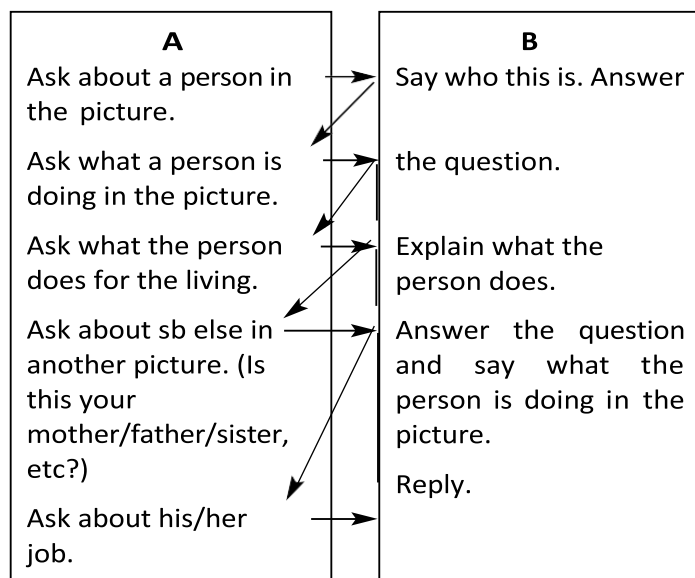 A
Ask about a person in
the picture.
Ask what a person is
doing in the picture.
Ask what the person
does for the living.
Ask about sb else in
another picture. (Is
this your
mother/father/sister,
etc?)
Ask about his/her
job.
B
Say who this is. Answer
the question.
Explain what the
person does.
Answer the question
and say what the
person is doing in the
picture.
Reply.